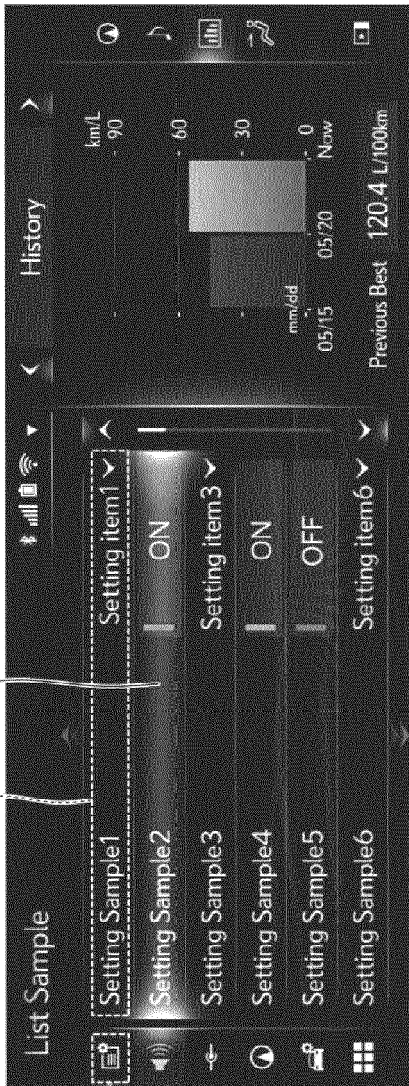 List Sample
Setting Sample1 Setting item1
Setting Sample2 ON
Setting Sample3 Setting item3
Setting Sample4 ON
Setting Sample5 OFF
Setting Sample6 Setting item6
History
km/L
90
60
30
0
mm/dd
05/15 05/20 Now
Previous Best 120.4 L/100km